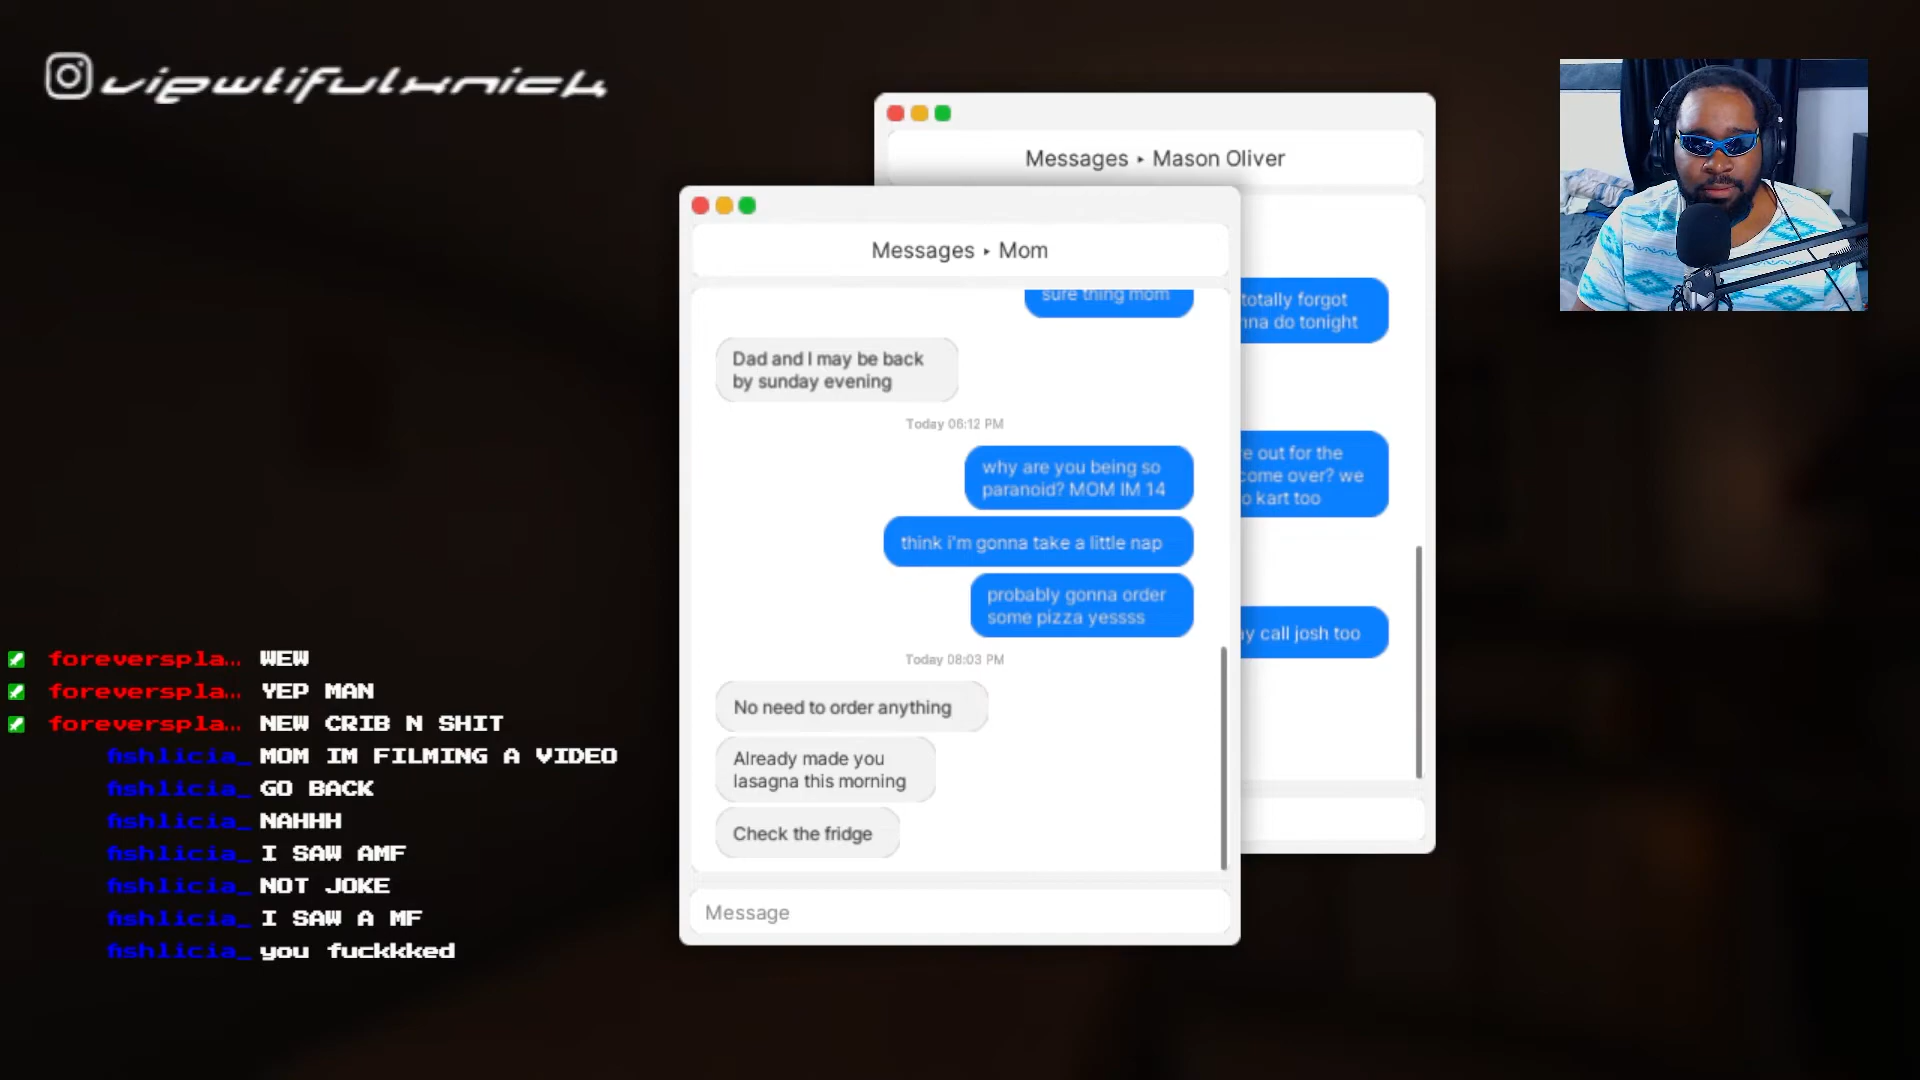 viewtifulxnick
Messages ▸ Mason Oliver
totally forgot
nna do tonight
e out for the
come over? we
o kart too
ay call josh too
Messages ▸ Mom
sure thing mom
Dad and I may be back
by sunday evening
Today 06:12 PM
why are you being so
paranoid? MOM IM 14
think i'm gonna take a little nap
probably gonna order
some pizza yessss
Today 08:03 PM
No need to order anything
Already made you
lasagna this morning
Check the fridge
Message
foreverspla... WEW
foreverspla... YEP MAN
foreverspla... NEW CRIB N SHIT
fishlicia_ MOM IM FILMING A VIDEO
fishlicia_ GO BACK
fishlicia_ NAHHH
fishlicia_ I SAW AMF
fishlicia_ NOT JOKE
fishlicia_ I SAW A MF
fishlicia_ you fuckkked